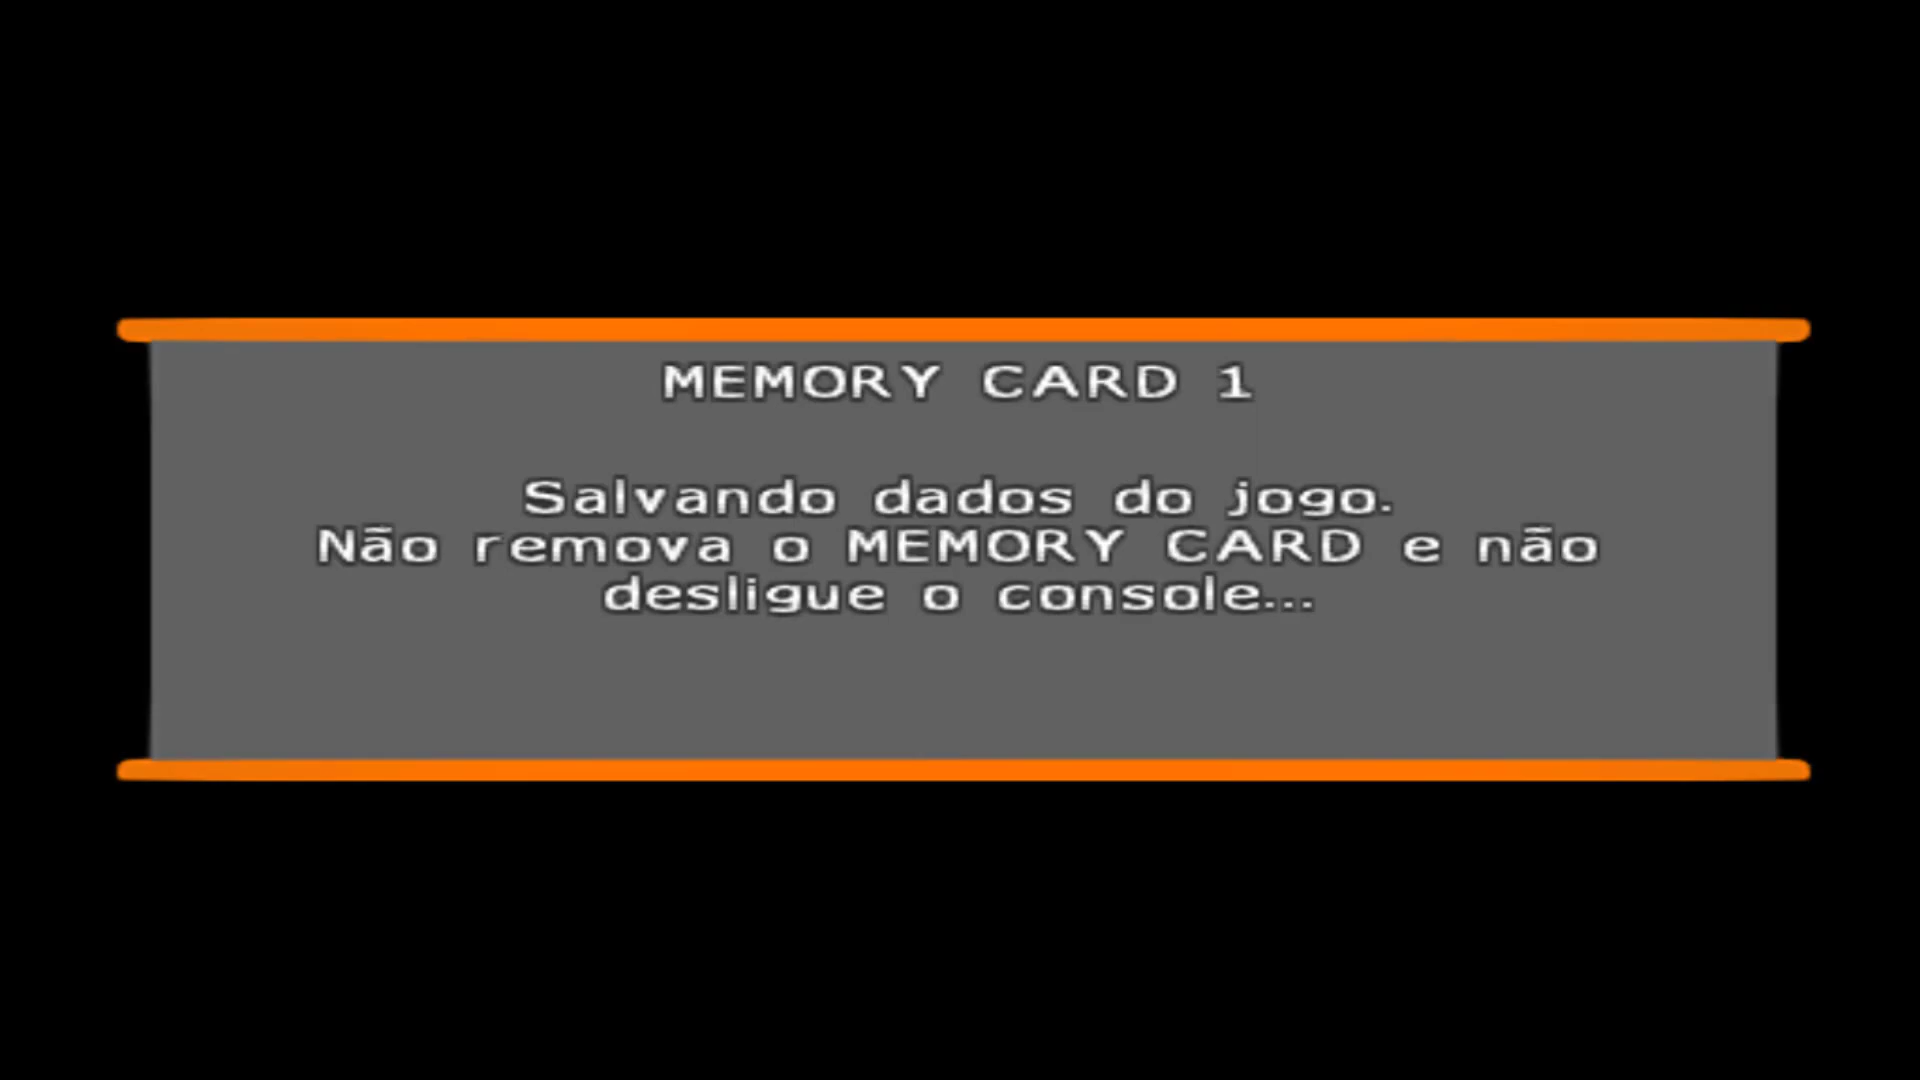 MEMORY CARD 1
Salvando dados do jogo.
Não remova o MEMORY CARD e não
desligue o console...